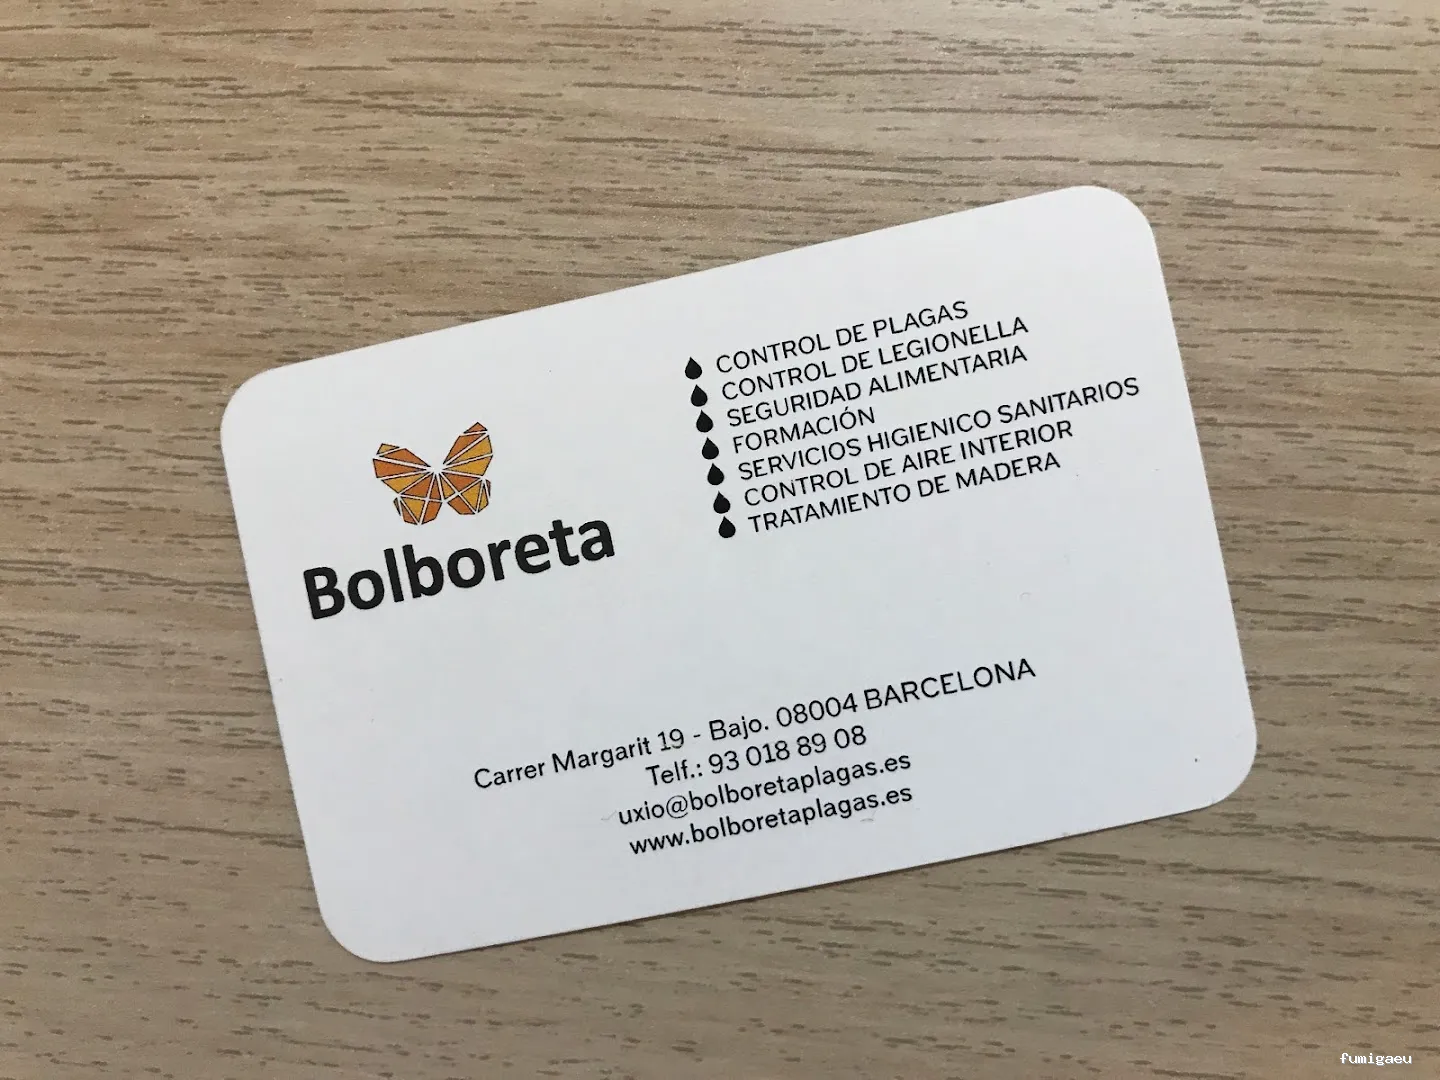 Bolboreta
CONTROL DE PLAGAS
CONTROL DE LEGIONELLA
SEGURIDAD ALIMENTARIA
FORMACIÓN
SERVICIOS HIGIENICO SANITARIOS
CONTROL DE AIRE INTERIOR
TRATAMIENTO DE MADERA
Carrer Margarit 19 - Bajo. 08004 BARCELONA
Telf.: 93 018 89 08
uxio@bolboretaplagas.es
www.bolboretaplagas.es
fumigaeu